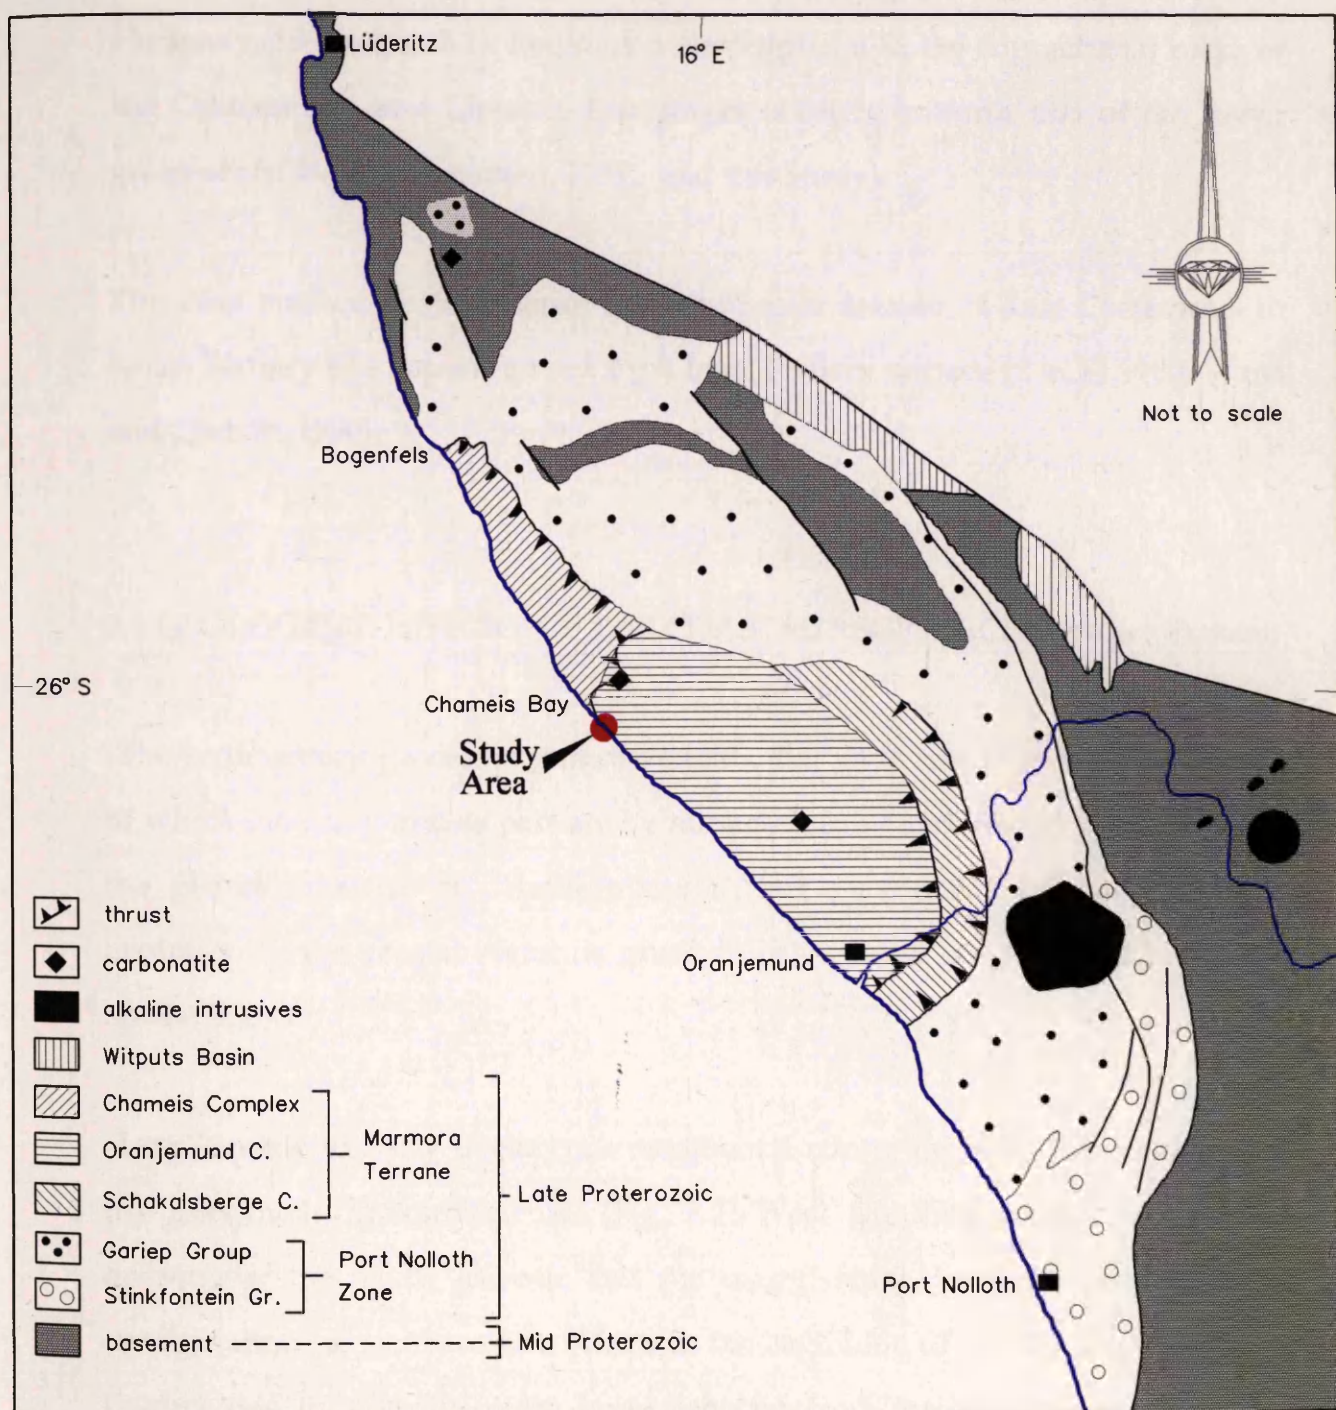 Lüderitz
16° E
Not to scale
Bogenfels
26° S
Chameis Bay
Study
Area
Oranjemund
Port Nolloth
thrust
carbonatite
alkaline intrusives
Witputs Basin
Chameis Complex
Oranjemund C.
Schakalsberge C.
Marmora
Terrane
Gariep Group
Stinkfontein Gr.
Port Nolloth
Zone
Late Proterozoic
basement
Mid Proterozoic